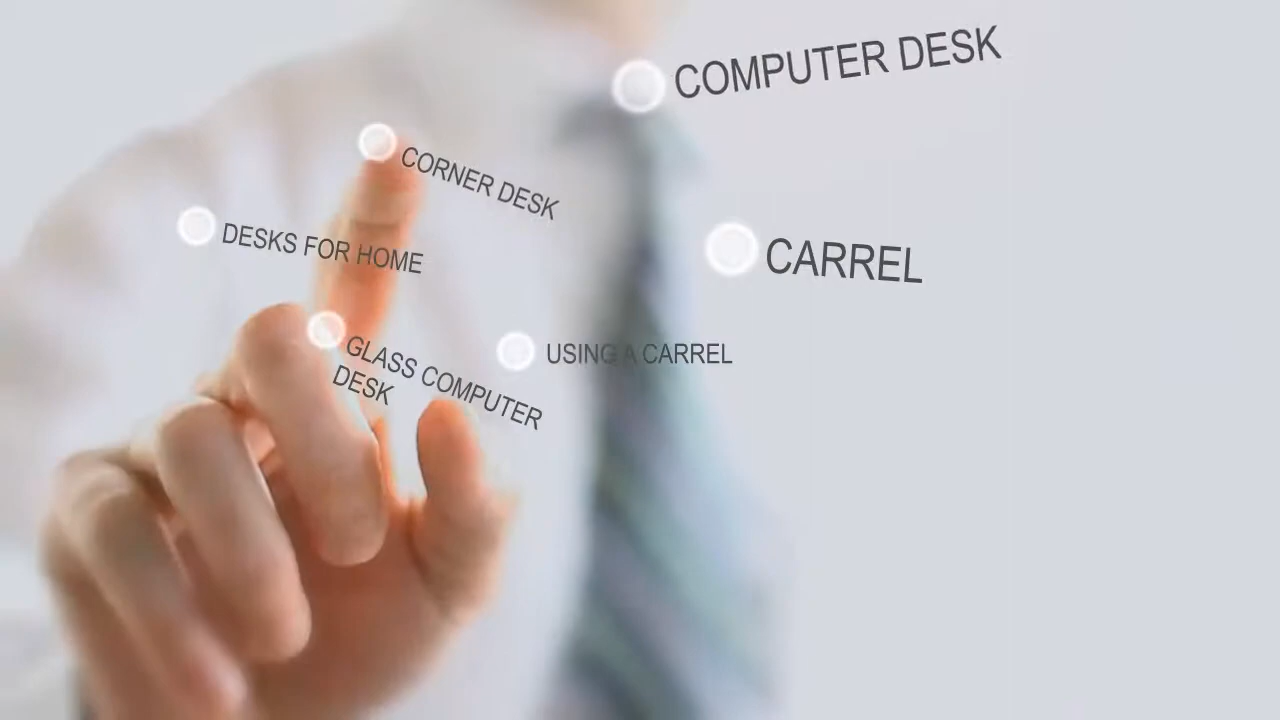 COMPUTER DESK
CORNER DESK
DESKS FOR HOME
CARREL
GLASS COMPUTER
DESK
USING A CARREL